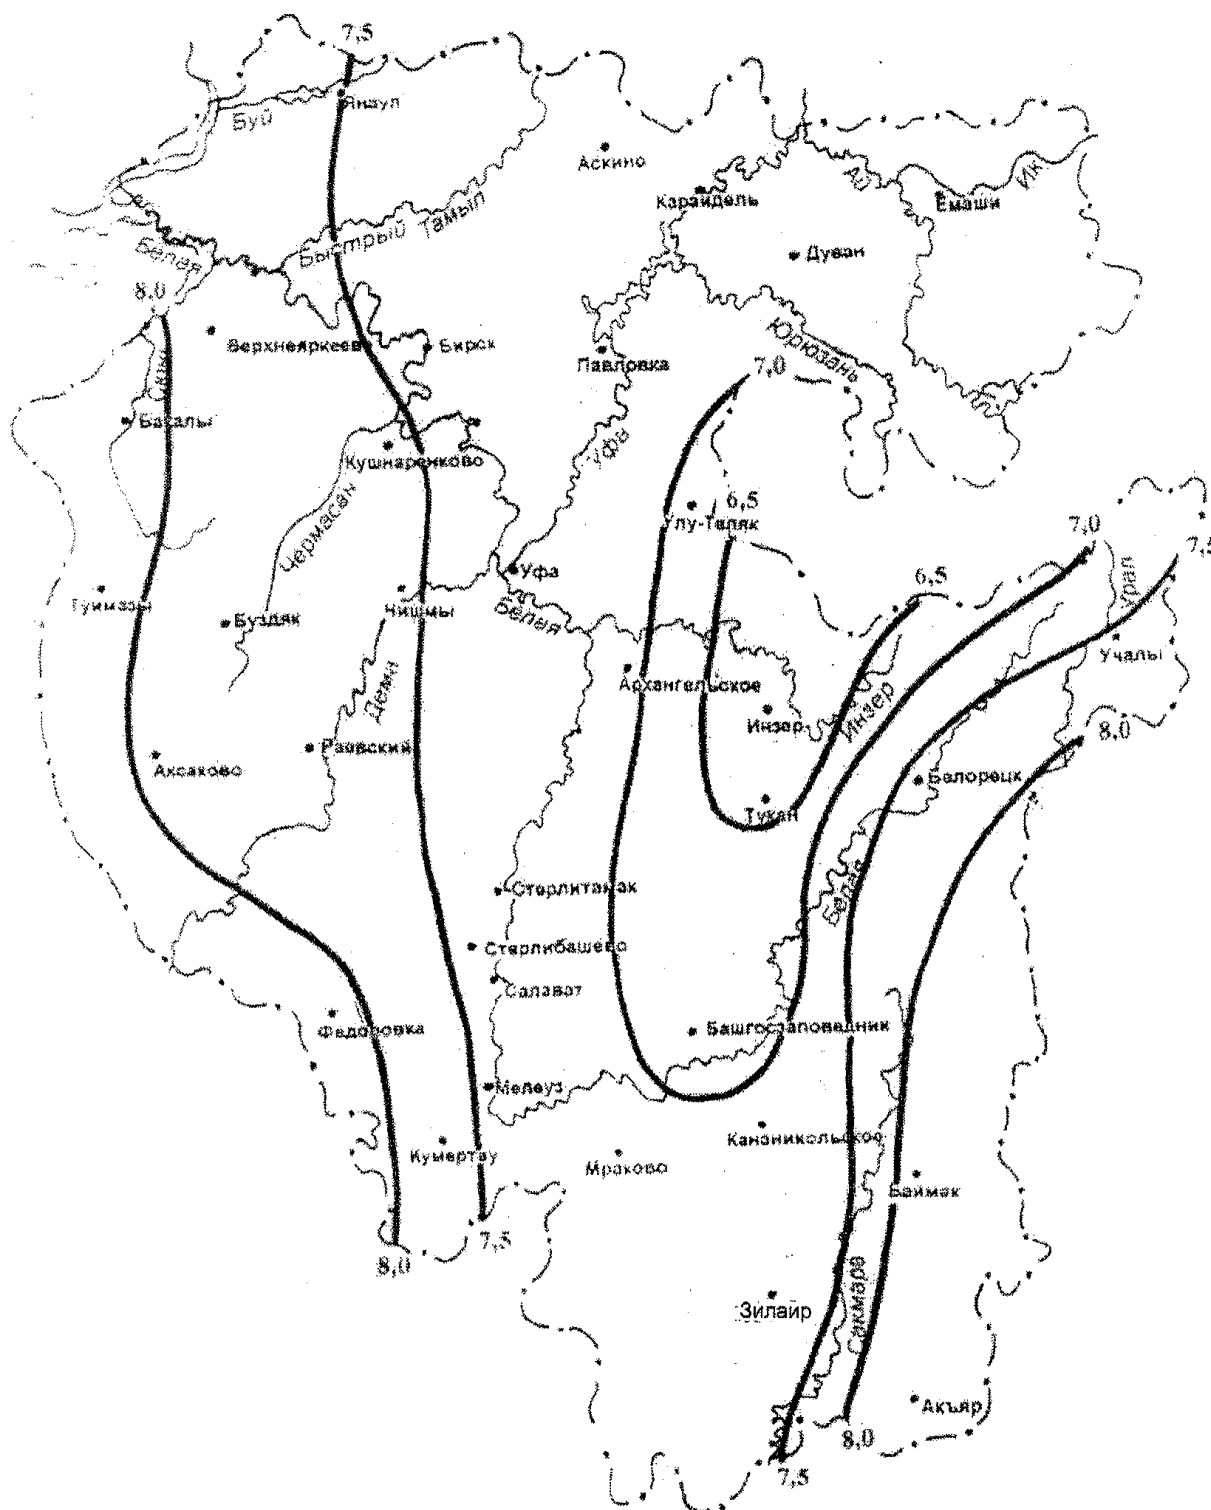 7,5
Янаул
Буй
Аскино
Караидель
Ай
Емаши
Ик
Быстрый Тамыл
Белая
Дуван
8,0
Верхнеяркеево
Бирск
Павловка
Юрюзань
7,0
Сюнь
Бакалы
Кушнаренково
Уфа
6,5
Улу-Теляк
Чермасан
7,0
7,5
Уфа
6,5
Туймазы
Чишмы
Белая
Урал
Буздяк
Учалы
Архангельское
Дема
Инзер
Инзер
Раевский
8,0
Аксаково
Белорецк
Тукан
Стерлитамак
Белая
Стерлибашево
Салават
Федоровка
Башгосзаповедник
Мелеуз
Кананикольское
Кумертау
Мраково
Баймак
7,5
8,0
Зилаир
Сакмара
Акъяр
8,0
7,5